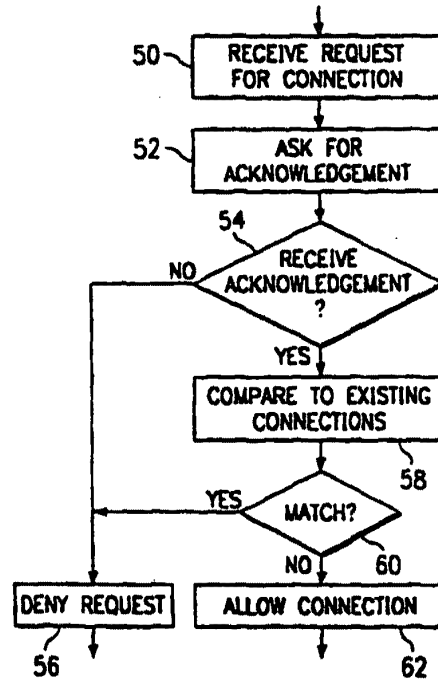 50
RECEIVE REQUEST
FOR CONNECTION
52
ASK FOR
ACKNOWLEDGEMENT
54
NO
RECEIVE
ACKNOWLEDGEMENT
?
YES
COMPARE TO EXISTING
CONNECTIONS
58
YES
MATCH?
60
NO
DENY REQUEST
ALLOW CONNECTION
56
62